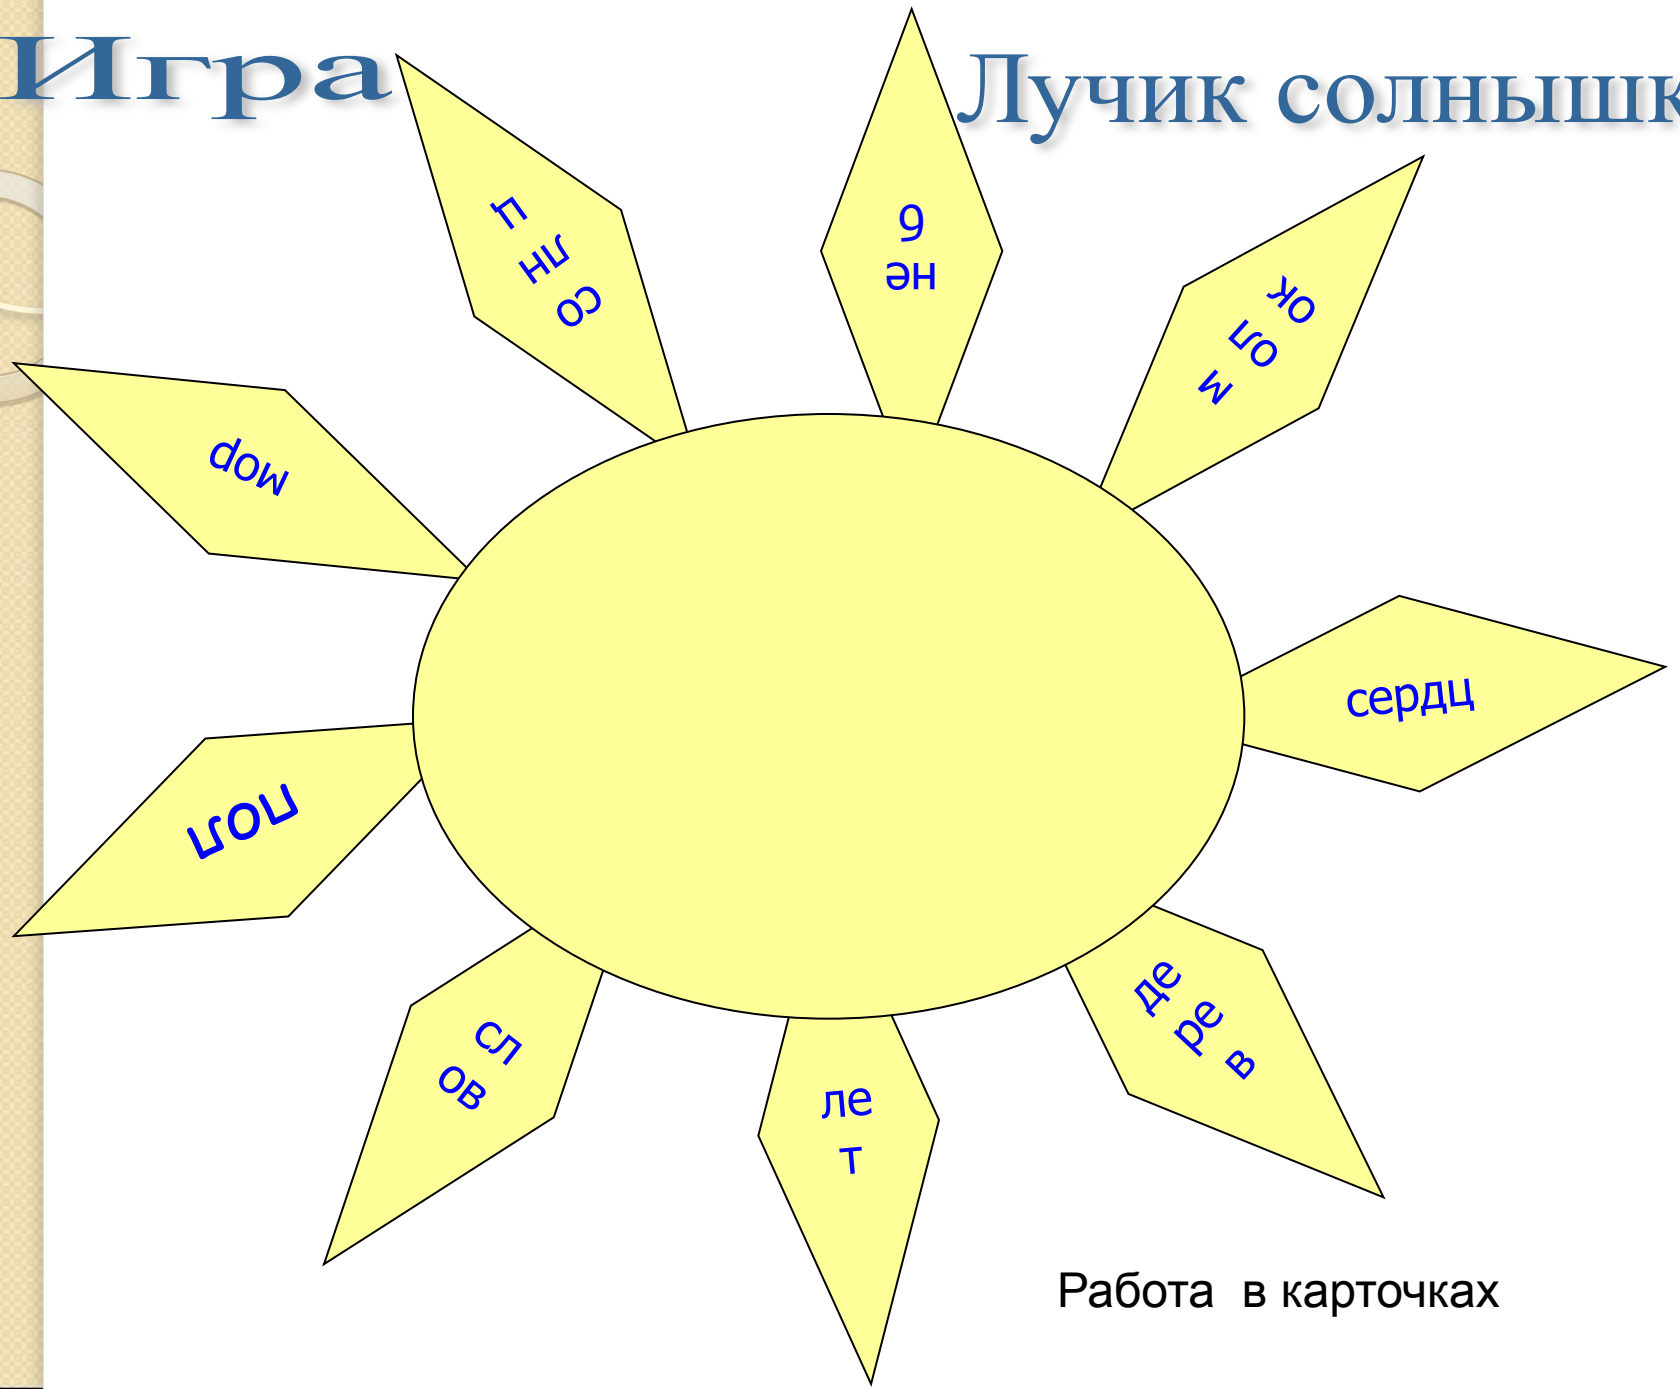 Игра
Лучик солнышк
со
лн
ц
не
б
м
ол
ок
мор
сердц
пол
де
ре
в
сл
ов
ле
т
Работа в карточках